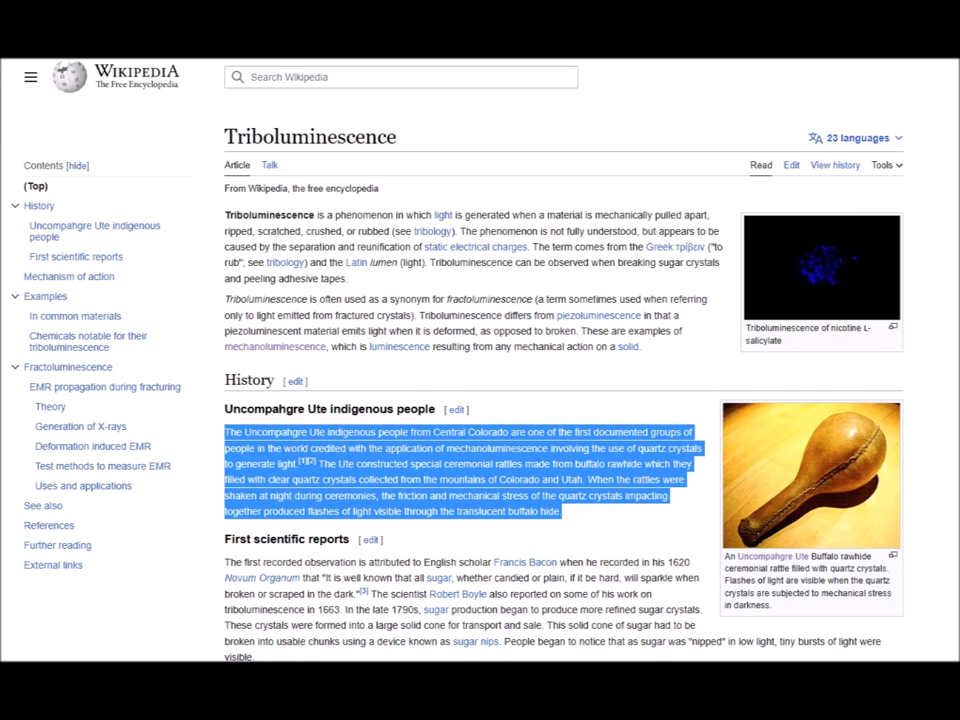 WIKIPEDIA
The Free Encyclopedia
Search Wikipedia
Contents [hide]
(Top)
History
Uncompahgre Ute indigenous
people
First scientific reports
Mechanism of action
Examples
In common materials
Chemicals notable for their
triboluminescence
Fractoluminescence
EMR propagation during fracturing
Theory
Generation of X-rays
Deformation induced EMR
Test methods to measure EMR
Uses and applications
See also
References
Further reading
External links
Triboluminescence
23 languages
Article Talk
Read Edit View history Tools
From Wikipedia, the free encyclopedia
Triboluminescence is a phenomenon in which light is generated when a material is mechanically pulled apart,
ripped, scratched, crushed, or rubbed (see tribology). The phenomenon is not fully understood, but appears to be
caused by the separation and reunification of static electrical charges. The term comes from the Greek τρίβειν ("to
rub"; see tribology) and the Latin lumen (light). Triboluminescence can be observed when breaking sugar crystals
and peeling adhesive tapes.
Triboluminescence is often used as a synonym for fractoluminescence (a term sometimes used when referring
only to light emitted from fractured crystals). Triboluminescence differs from piezoluminescence in that a
piezoluminescent material emits light when it is deformed, as opposed to broken. These are examples of
mechanoluminescence, which is luminescence resulting from any mechanical action on a solid.
Triboluminescence of nicotine L-
salicylate
History [ edit ]
Uncompahgre Ute indigenous people [ edit ]
The Uncompahgre Ute indigenous people from Central Colorado are one of the first documented groups of
people in the world credited with the application of mechanoluminescence involving the use of quartz crystals
to generate light.[1][2] The Ute constructed special ceremonial rattles made from buffalo rawhide which they
filled with clear quartz crystals collected from the mountains of Colorado and Utah. When the rattles were
shaken at night during ceremonies, the friction and mechanical stress of the quartz crystals impacting
together produced flashes of light visible through the translucent buffalo hide.
An Uncompahgre Ute Buffalo rawhide
ceremonial rattle filled with quartz crystals.
Flashes of light are visible when the quartz
crystals are subjected to mechanical stress
in darkness.
First scientific reports [ edit ]
The first recorded observation is attributed to English scholar Francis Bacon when he recorded in his 1620
Novum Organum that "It is well known that all sugar, whether candied or plain, if it be hard, will sparkle when
broken or scraped in the dark."[3] The scientist Robert Boyle also reported on some of his work on
triboluminescence in 1663. In the late 1790s, sugar production began to produce more refined sugar crystals.
These crystals were formed into a large solid cone for transport and sale. This solid cone of sugar had to be
broken into usable chunks using a device known as sugar nips. People began to notice that as sugar was "nipped" in low light, tiny bursts of light were
visible.